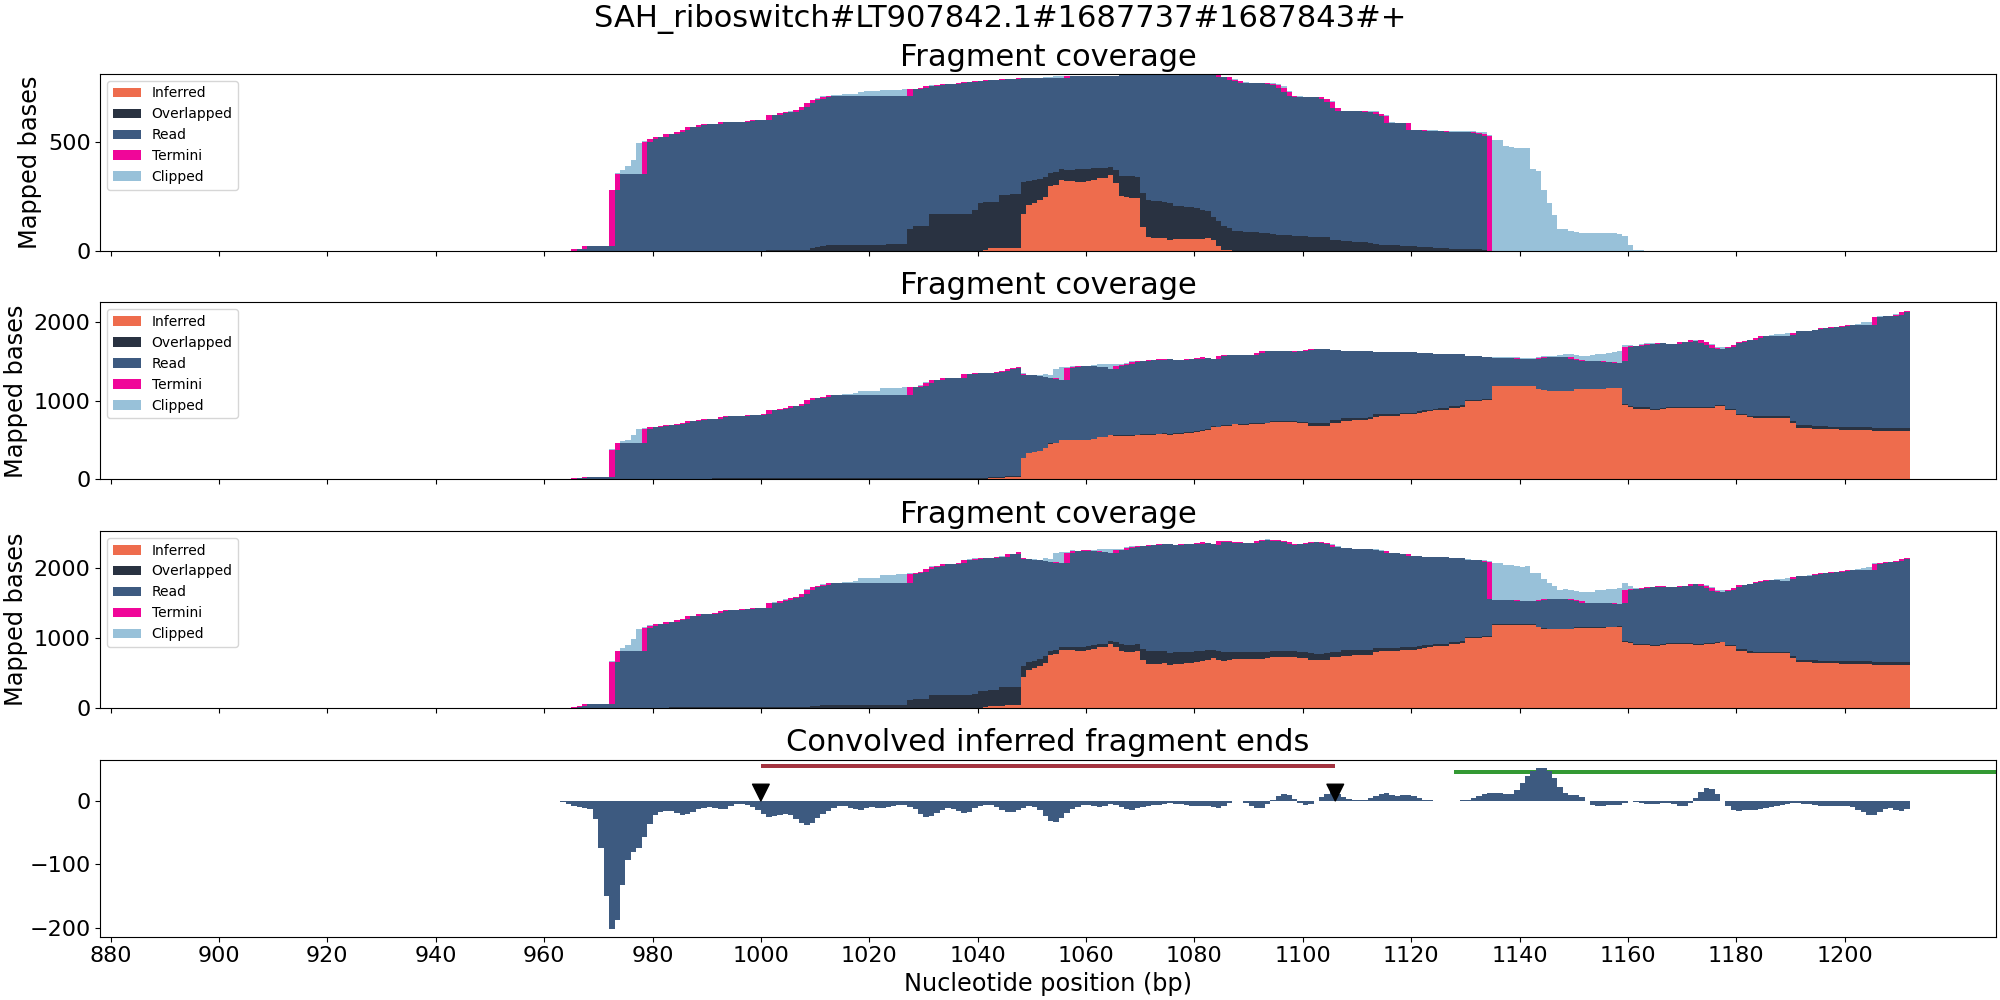 SAH_riboswitch#LT907842.1#1687737#1687843#+
Fragment coverage
Mapped bases
500
0
Inferred
Overlapped
Read
Termini
Clipped
Fragment coverage
Mapped bases
2000
1000
0
Inferred
Overlapped
Read
Termini
Clipped
Fragment coverage
Mapped bases
2000
1000
0
Inferred
Overlapped
Read
Termini
Clipped
Convolved inferred fragment ends
0
−100
−200
880 900 920 940 960 980 1000 1020 1040 1060 1080 1100 1120 1140 1160 1180 1200
Nucleotide position (bp)